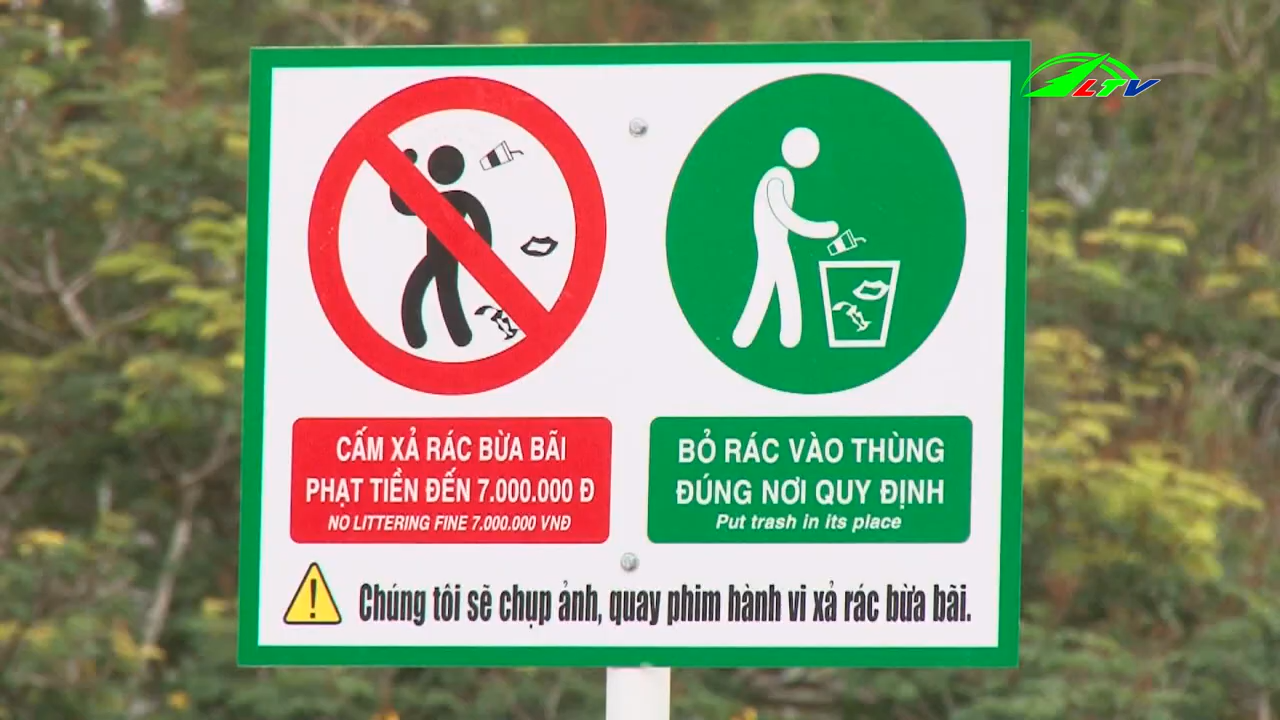 LTV
CẤM XẢ RÁC BỪA BÃI
PHẠT TIỀN ĐẾN 7.000.000 Đ
NO LITTERING FINE 7.000.000 VNĐ
BỎ RÁC VÀO THÙNG
ĐÚNG NƠI QUY ĐỊNH
Put trash in its place
Chúng tôi sẽ chụp ảnh, quay phim hành vi xả rác bừa bãi.